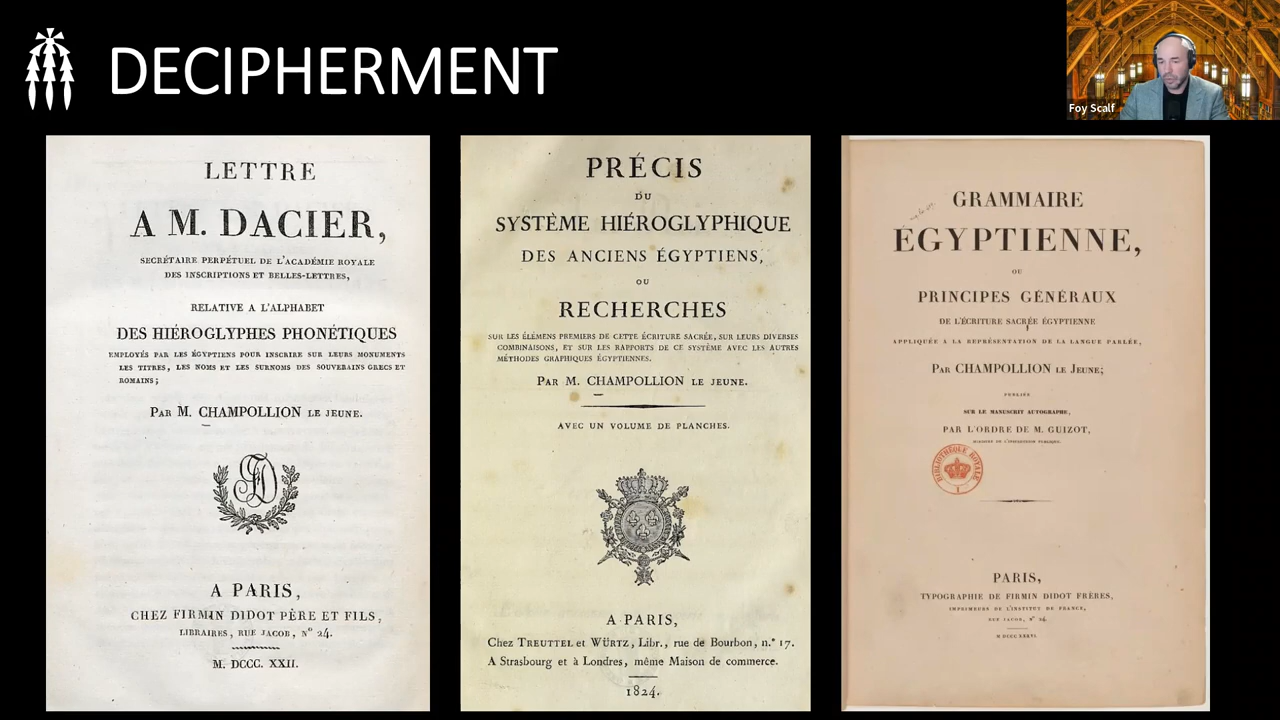 DECIPHERMENT
Foy Scalf
LETTRE
A M. DACIER,
SECRÉTAIRE PERPÉTUEL DE L'ACADÉMIE ROYALE
DES INSCRIPTIONS ET BELLES-LETTRES,
RELATIVE A L'ALPHABET
DES HIÉROGLYPHES PHONÉTIQUES
EMPLOYÉS PAR LES ÉGYPTIENS POUR INSCRIRE SUR LEURS MONUMENTS
LES TITRES, LES NOMS ET LES SURNOMS DES SOUVERAINS GRECS ET
ROMAINS;
PAR M. CHAMPOLLION LE JEUNE.
A PARIS,
CHEZ FIRMIN DIDOT PÈRE ET FILS,
LIBRAIRES, RUE JACOB, N° 24.
M. DCCC. XXII.
PRÉCIS
DU
SYSTÈME HIÉROGLYPHIQUE
DES ANCIENS ÉGYPTIENS,
OU
RECHERCHES
SUR LES ÉLÉMENS PREMIERS DE CETTE ÉCRITURE SACRÉE, SUR LEURS DIVERSES
COMBINAISONS, ET SUR LES RAPPORTS DE CE SYSTÈME AVEC LES AUTRES
MÉTHODES GRAPHIQUES ÉGYPTIENNES.
PAR M. CHAMPOLLION LE JEUNE.
AVEC UN VOLUME DE PLANCHES.
A PARIS,
Chez TREUTTEL et WÜRTZ, Libr., rue de Bourbon, n.° 17.
A Strasbourg et à Londres, même Maison de commerce.
1824.
GRAMMAIRE
ÉGYPTIENNE,
OU
PRINCIPES GÉNÉRAUX
DE L'ÉCRITURE SACRÉE ÉGYPTIENNE
APPLIQUÉE A LA REPRÉSENTATION DE LA LANGUE PARLÉE,
PAR CHAMPOLLION LE JEUNE;
PUBLIÉE
SUR LE MANUSCRIT AUTOGRAPHE,
PAR L'ORDRE DE M. GUIZOT,
MINISTRE DE L'INSTRUCTION PUBLIQUE.
BIBLIOTHÈQUE ROYALE
I
PARIS,
TYPOGRAPHIE DE FIRMIN DIDOT FRÈRES,
IMPRIMEURS DE L'INSTITUT DE FRANCE,
RUE JACOB, N° 24.
M DCCC XXXVI.